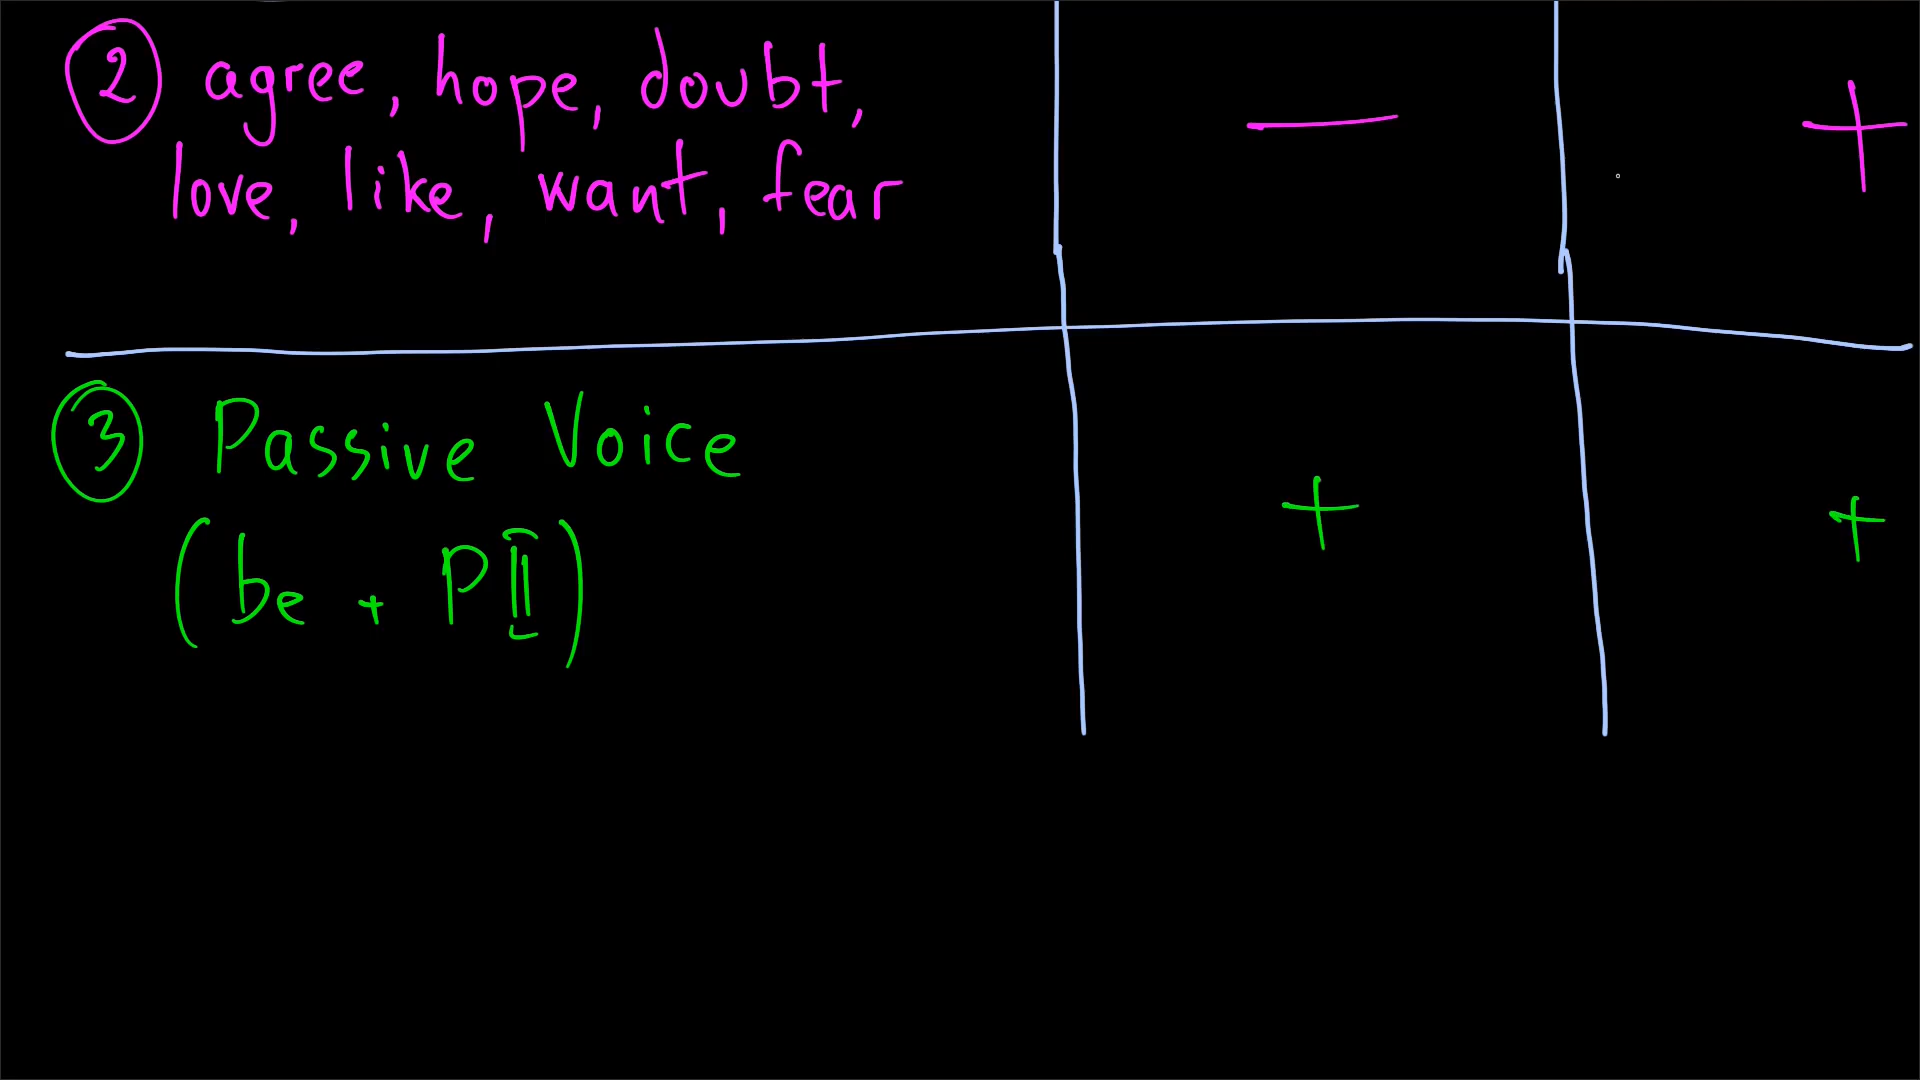 ② agree, hope, doubt, — +
love, like, want, fear
③ Passive Voice
+ +
(be + PII)